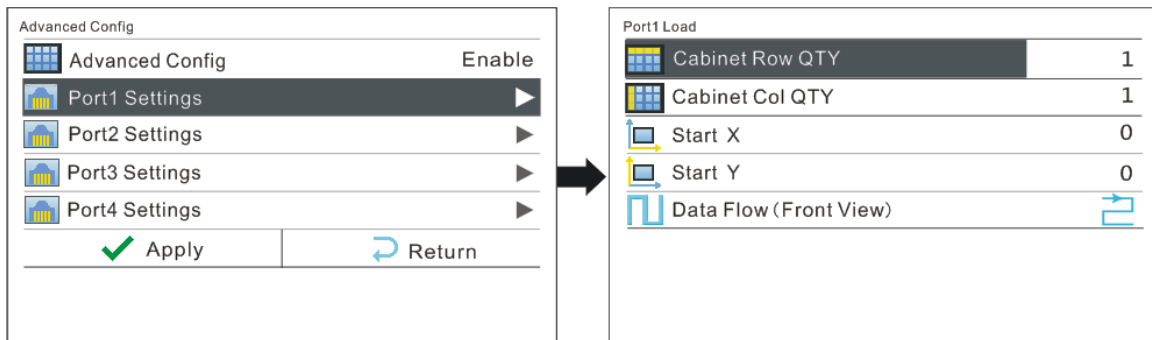 Advanced Config
Advanced Config Enable
Port1 Settings
Port2 Settings
Port3 Settings
Port4 Settings
Apply Return
Port1 Load
Cabinet Row QTY 1
Cabinet Col QTY 1
Start X 0
Start Y 0
Data Flow (Front View)